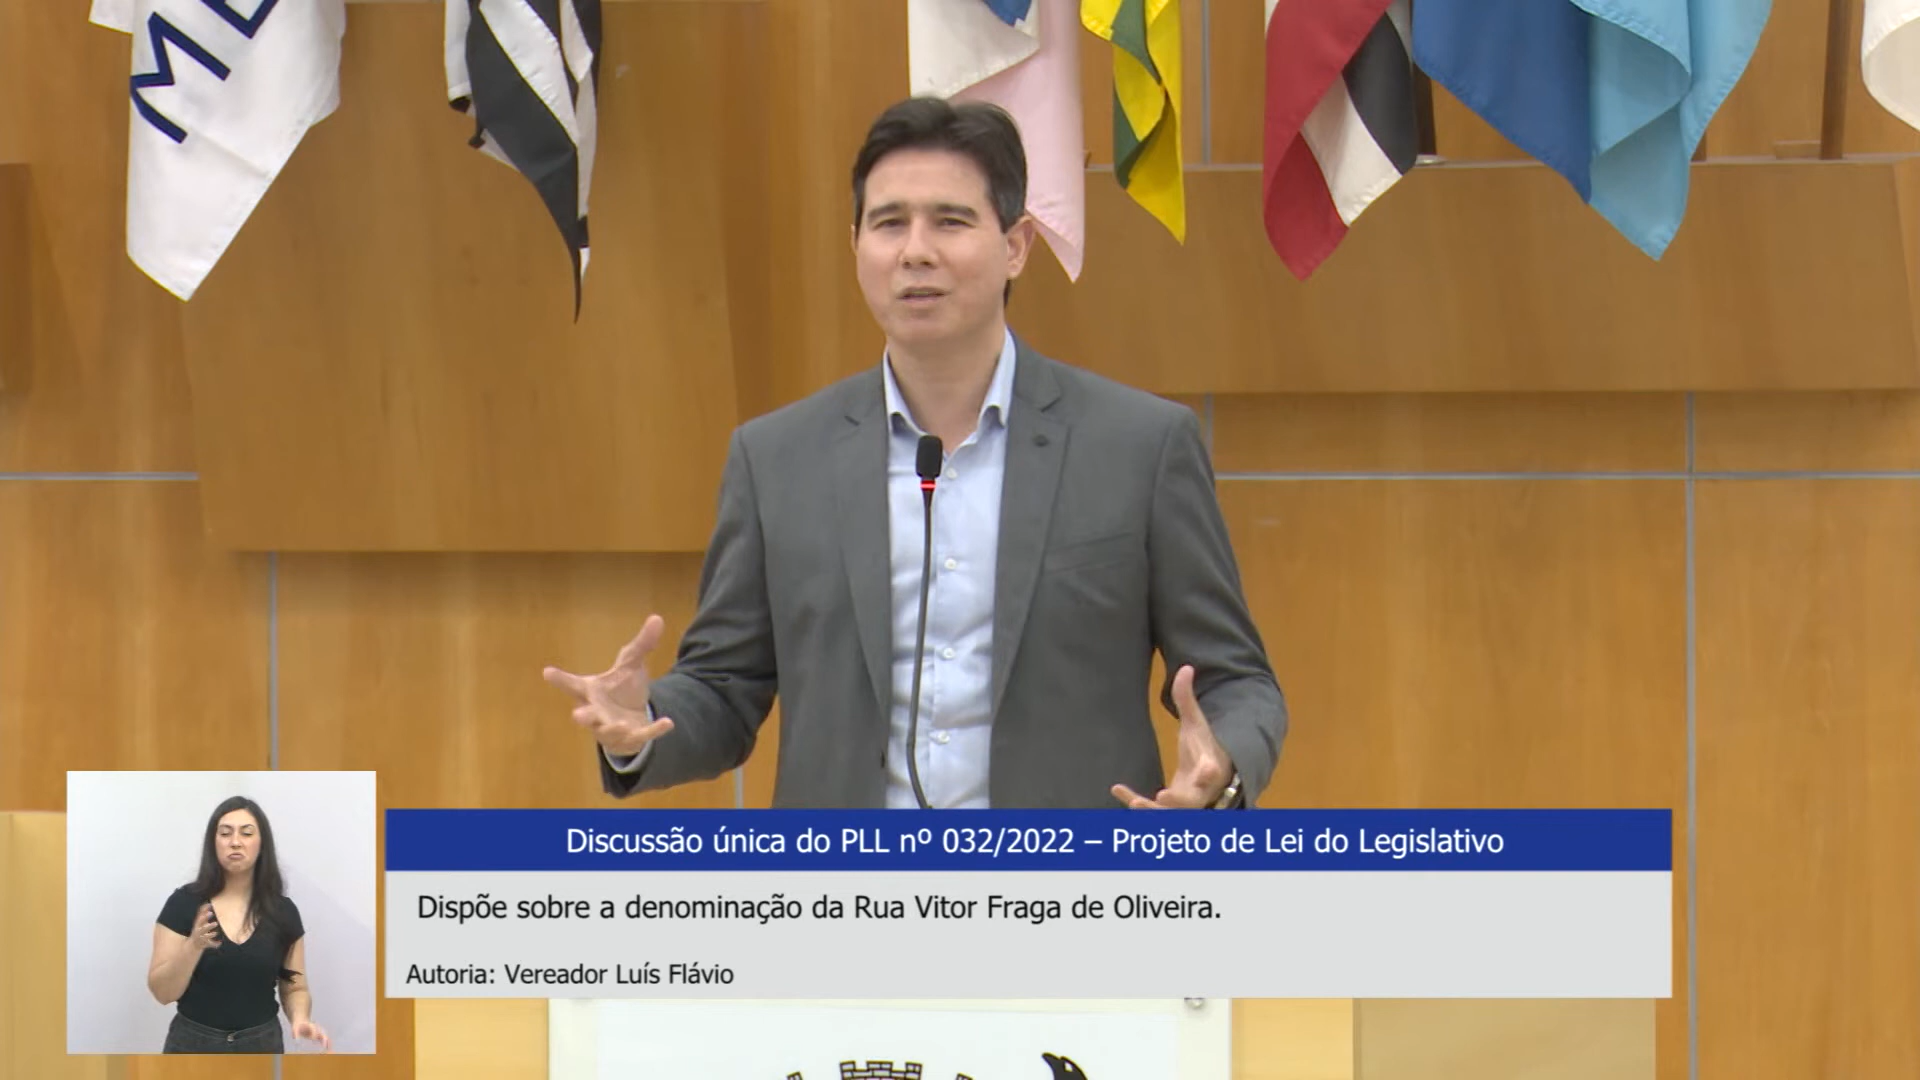 ME
Discussão única do PLL nº 032/2022 – Projeto de Lei do Legislativo
Dispõe sobre a denominação da Rua Vitor Fraga de Oliveira.
Autoria: Vereador Luís Flávio